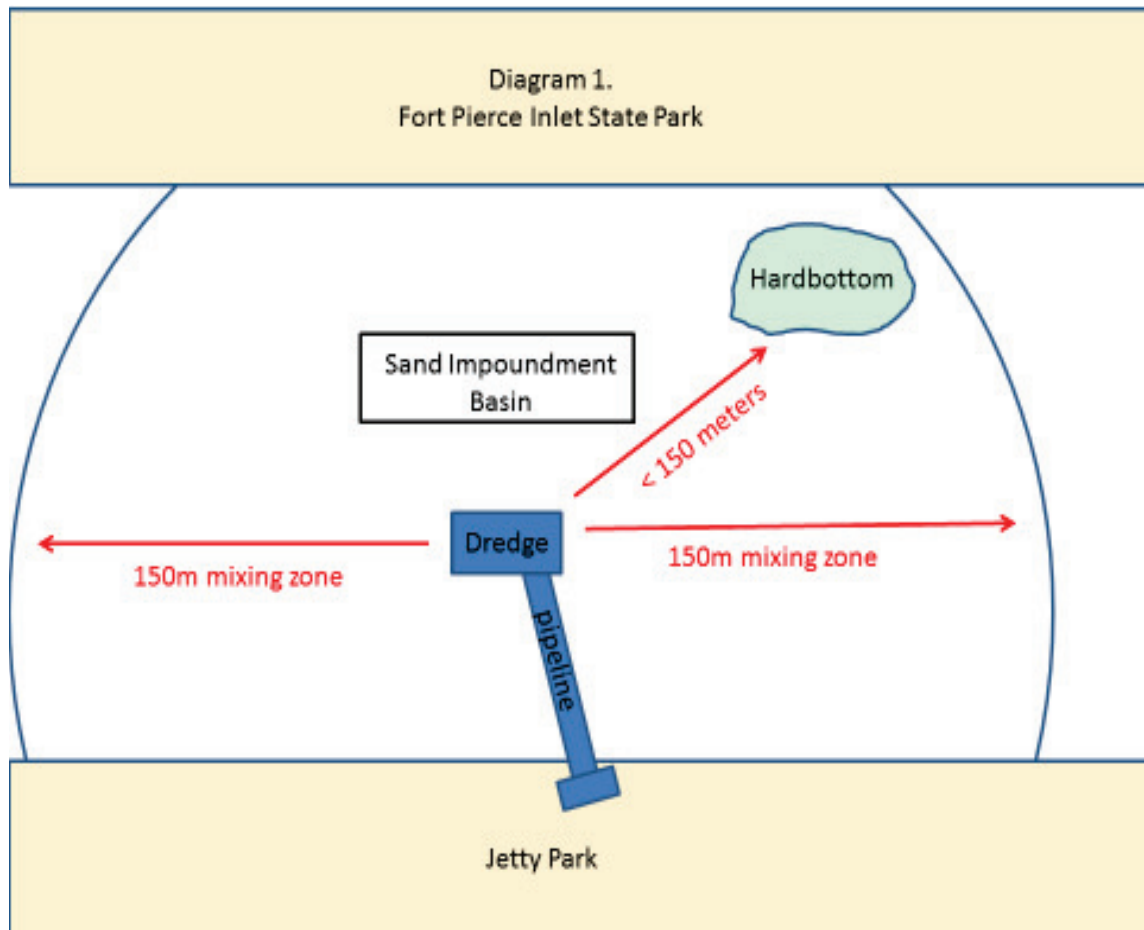 Diagram 1.
Fort Pierce Inlet State Park
Hardbottom
Sand Impoundment
Basin
< 150 meters
Dredge
150m mixing zone
150m mixing zone
pipeline
Jetty Park